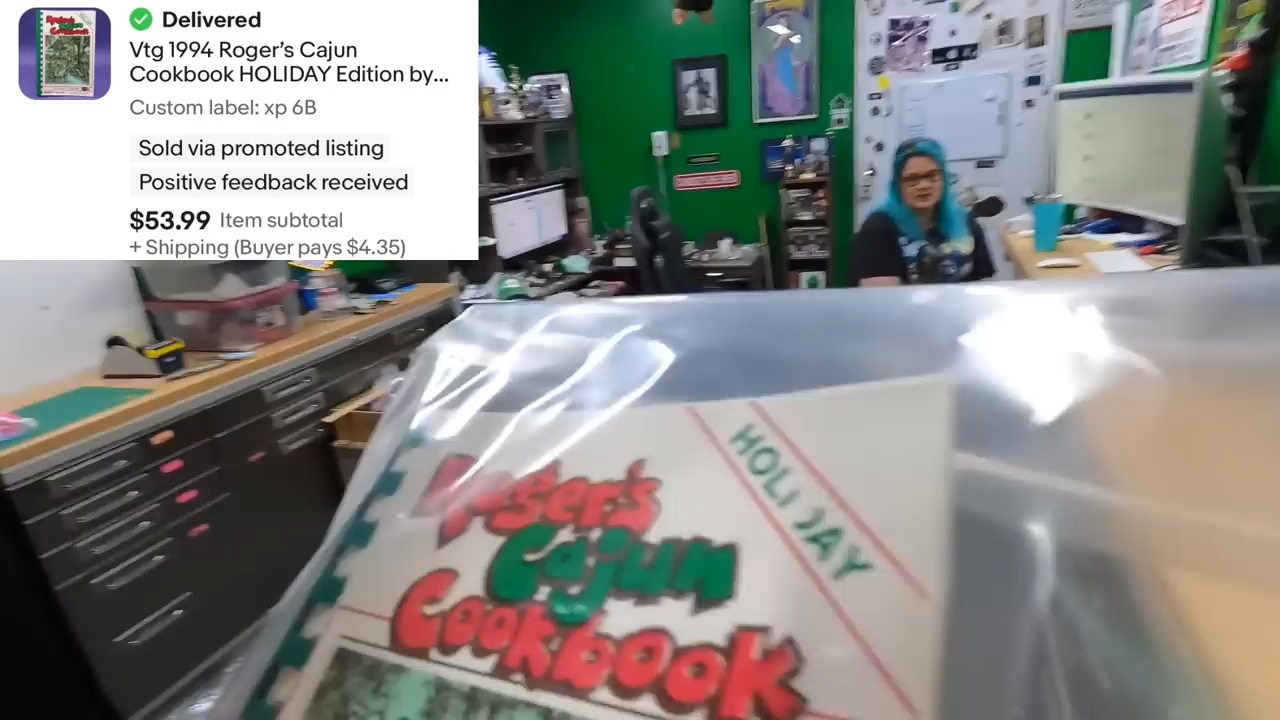 Delivered
Vtg 1994 Roger's Cajun
Cookbook HOLIDAY Edition by...
Custom label: xp 6B
Sold via promoted listing
Positive feedback received
$53.99 Item subtotal
+ Shipping (Buyer pays $4.35)
HOLIDAY
Roger's
Cajun
Cookbook